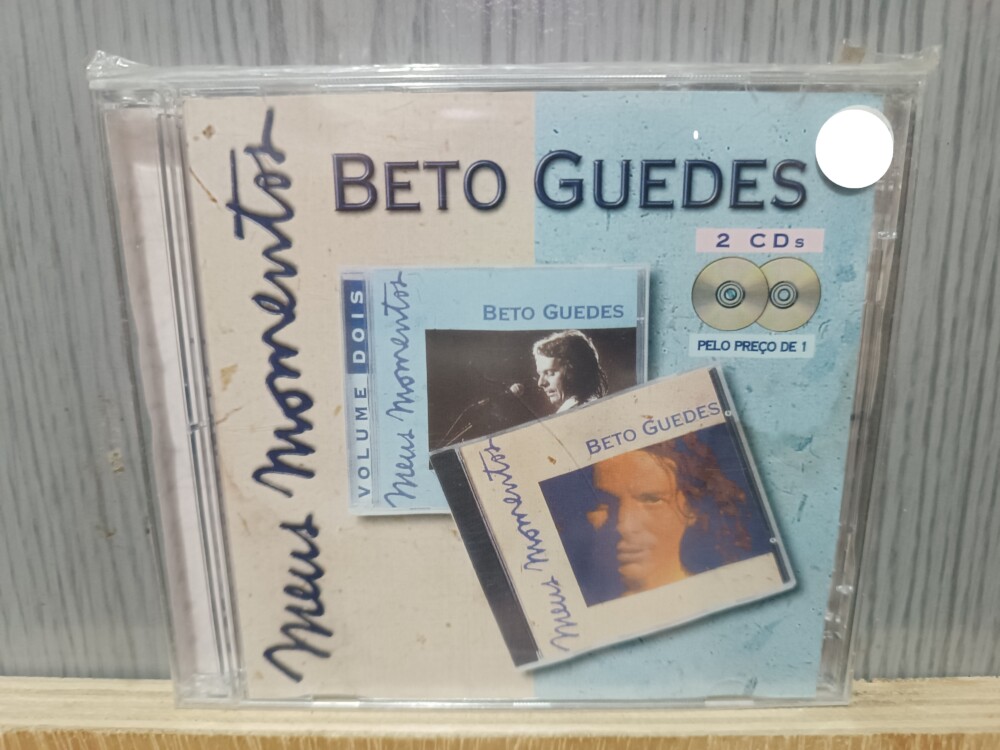 Meus Momentos
BETO GUEDES
2 CDs
PELO PREÇO DE 1
VOLUME DOIS
Meus Momentos
BETO GUEDES
Meus Momentos
BETO GUEDES